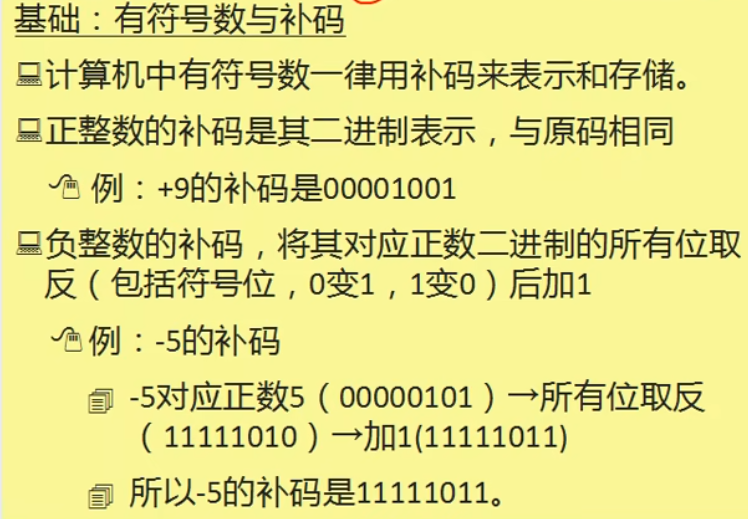 基础：有符号数与补码
计算机中有符号数一律用补码来表示和存储。
正整数的补码是其二进制表示，与原码相同
例：+9的补码是00001001
负整数的补码，将其对应正数二进制的所有位取
反（包括符号位，0变1，1变0）后加1
例：-5的补码
-5对应正数5（00000101）→所有位取反
（11111010）→加1(11111011)
所以-5的补码是11111011。